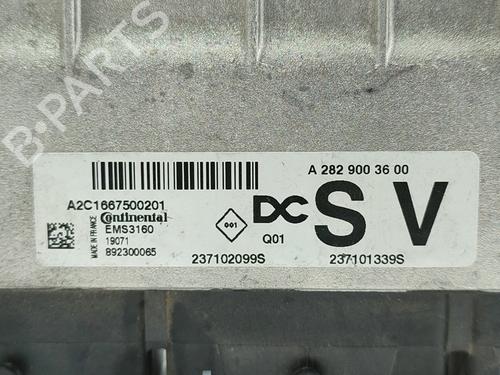 B-PARTS
A2C1667500201
Continental
MADE IN FRANCE
EMS3160
19071
892300065
001
DC
Q01
237102099S
A 282 900 36 00
S V
237101339S